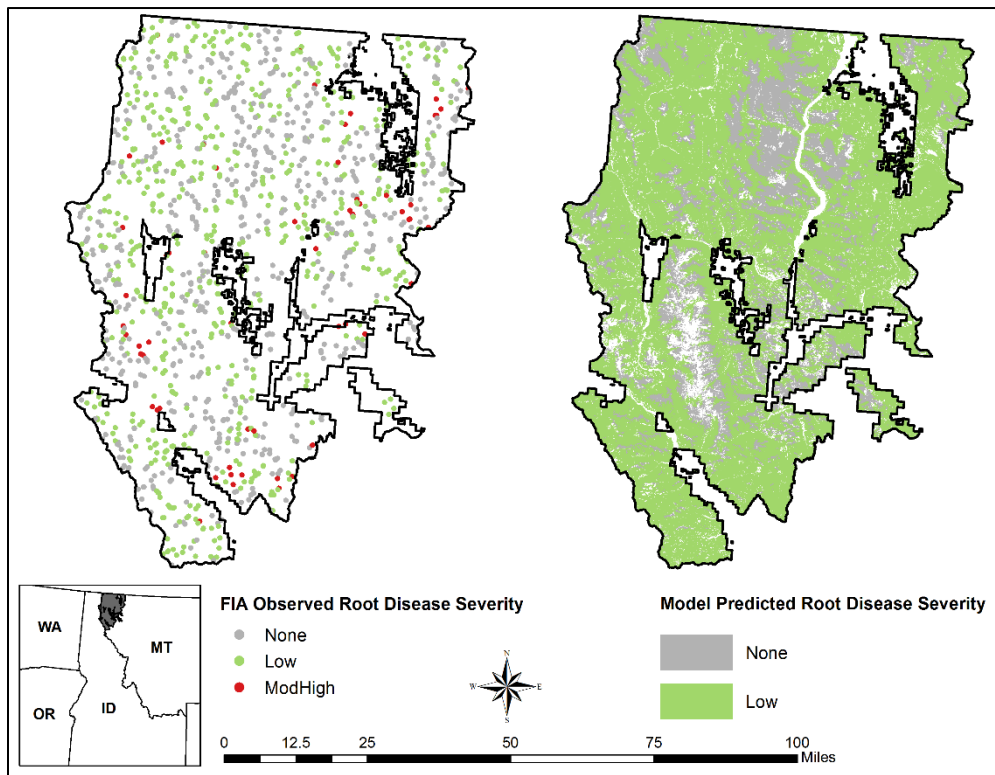 WA
MT
OR
ID
FIA Observed Root Disease Severity
None
Low
ModHigh
N
W
E
S
Model Predicted Root Disease Severity
None
Low
0 12.5 25 50 75 100
Miles